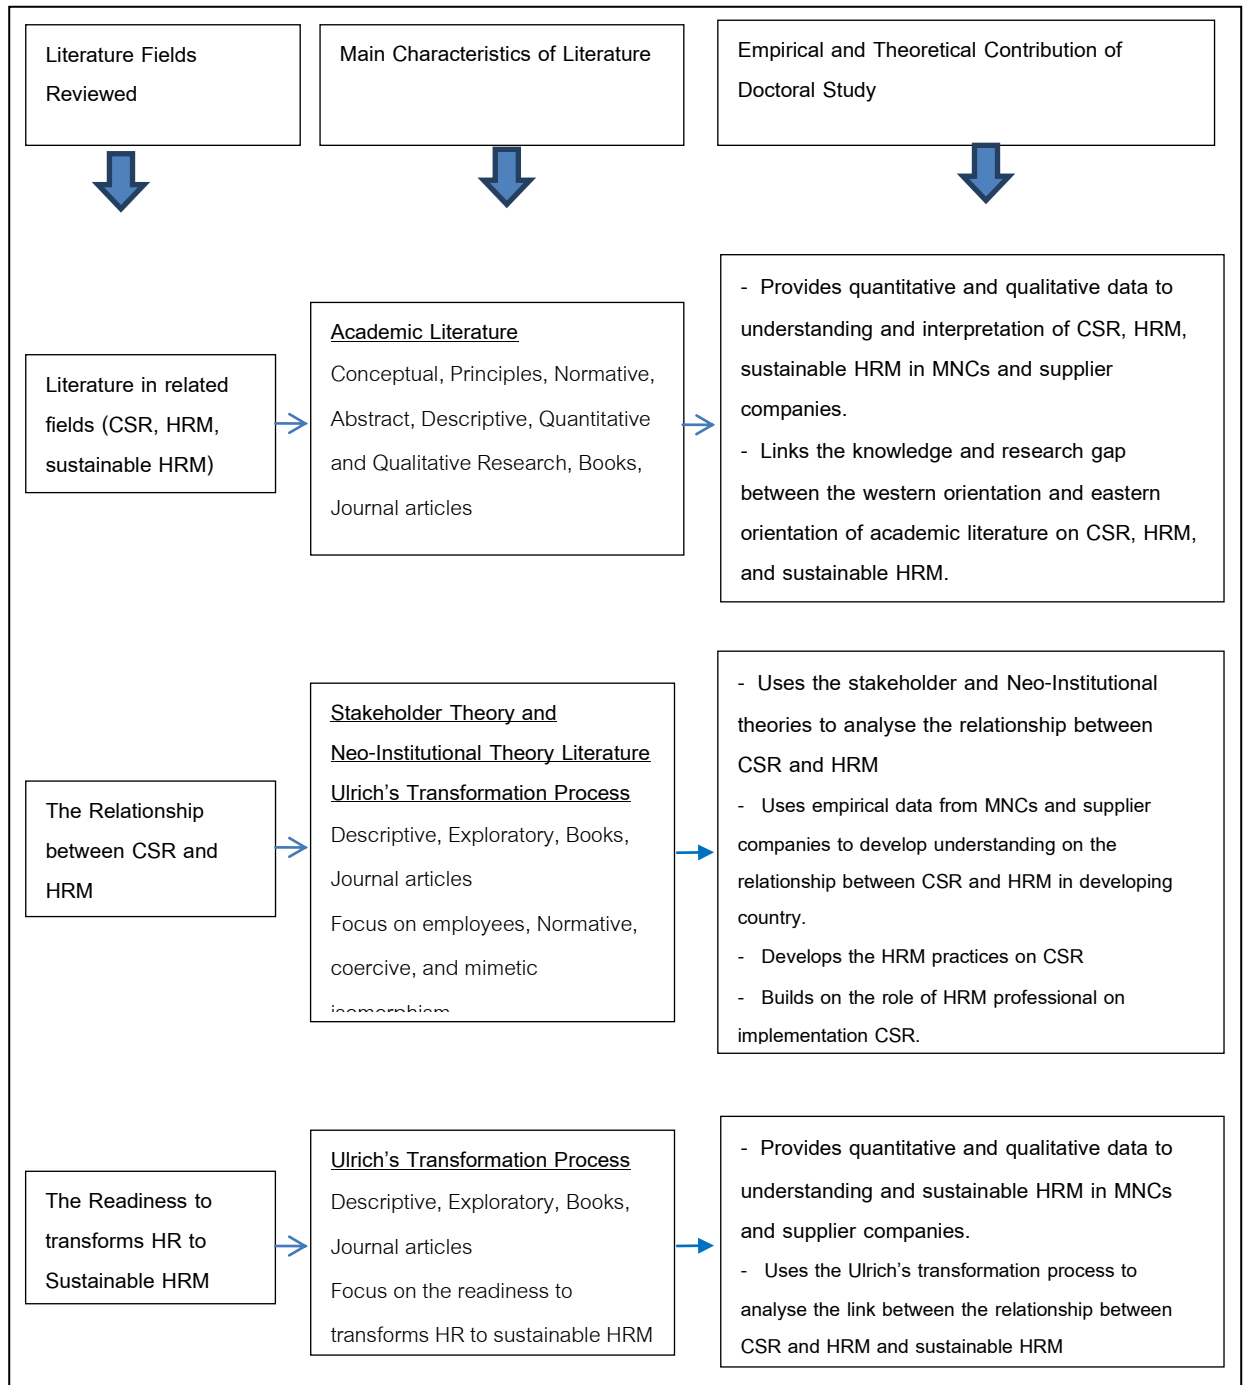 Literature Fields
Reviewed
Main Characteristics of Literature
Empirical and Theoretical Contribution of
Doctoral Study
Literature in related
fields (CSR, HRM,
sustainable HRM)
Academic Literature
Conceptual, Principles, Normative,
Abstract, Descriptive, Quantitative
and Qualitative Research, Books,
Journal articles
- Provides quantitative and qualitative data to
understanding and interpretation of CSR, HRM,
sustainable HRM in MNCs and supplier
companies.
- Links the knowledge and research gap
between the western orientation and eastern
orientation of academic literature on CSR, HRM,
and sustainable HRM.
The Relationship
between CSR and
HRM
Stakeholder Theory and
Neo-Institutional Theory Literature
Ulrich’s Transformation Process
Descriptive, Exploratory, Books,
Journal articles
Focus on employees, Normative,
coercive, and mimetic
isomorphism
- Uses the stakeholder and Neo-Institutional
theories to analyse the relationship between
CSR and HRM
- Uses empirical data from MNCs and supplier
companies to develop understanding on the
relationship between CSR and HRM in developing
country.
- Develops the HRM practices on CSR
- Builds on the role of HRM professional on
implementation CSR.
The Readiness to
transforms HR to
Sustainable HRM
Ulrich’s Transformation Process
Descriptive, Exploratory, Books,
Journal articles
Focus on the readiness to
transforms HR to sustainable HRM
- Provides quantitative and qualitative data to
understanding and sustainable HRM in MNCs
and supplier companies.
- Uses the Ulrich’s transformation process to
analyse the link between the relationship between
CSR and HRM and sustainable HRM